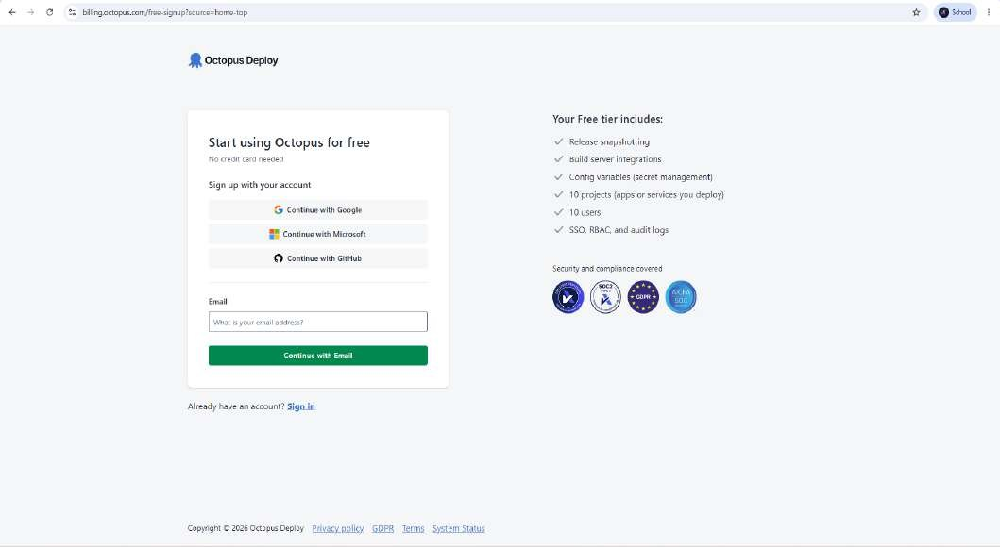 billing.octopus.com/free-signup?source=home-top
School
Octopus Deploy
Start using Octopus for free
No credit card needed
Sign up with your account
Continue with Google
Continue with Microsoft
Continue with GitHub
Email
What is your email address?
Continue with Email
Already have an account? Sign in
Your Free tier includes:
Release snapshotting
Build server integrations
Config variables (secret management)
10 projects (apps or services you deploy)
10 users
SSO, RBAC, and audit logs
Security and compliance covered
SOC2
GDPR
AICPA
SOC
Copyright © 2026 Octopus Deploy Privacy policy GDPR Terms System Status